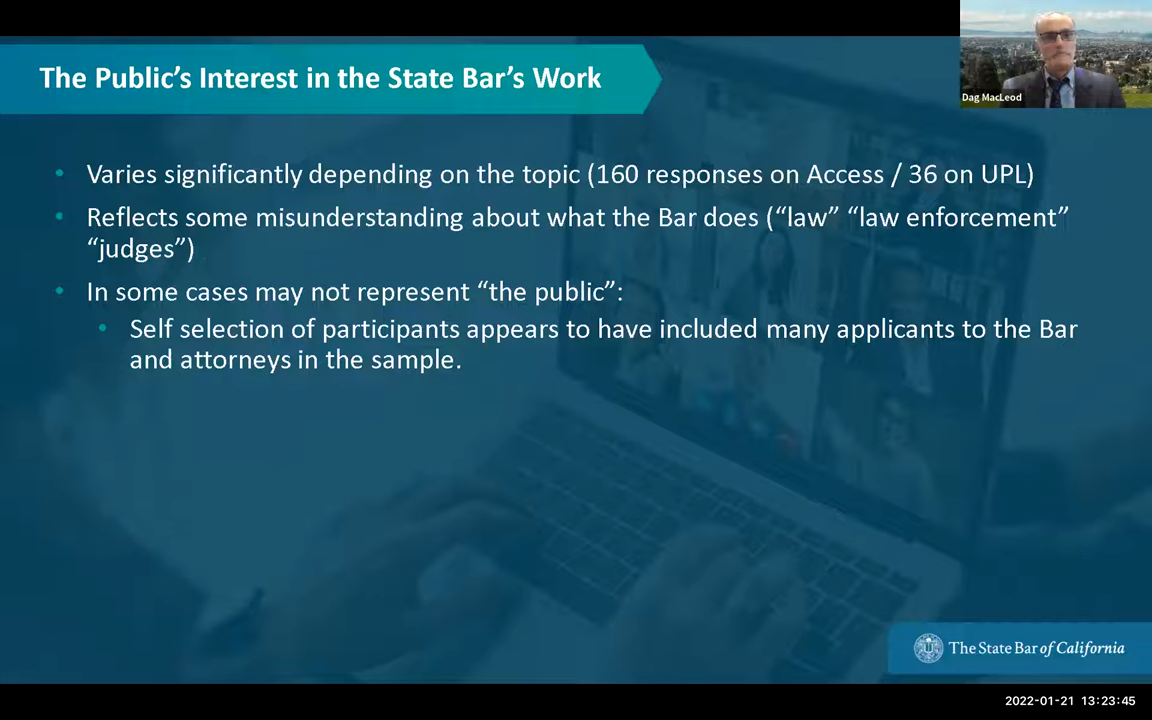 The Public’s Interest in the State Bar’s Work
Dag MacLeod
• Varies significantly depending on the topic (160 responses on Access / 36 on UPL)
• Reflects some misunderstanding about what the Bar does (“law” “law enforcement”
“judges”)
• In some cases may not represent “the public”:
• Self selection of participants appears to have included many applicants to the Bar
and attorneys in the sample.
The State Bar of California
2022-01-21 13:23:45